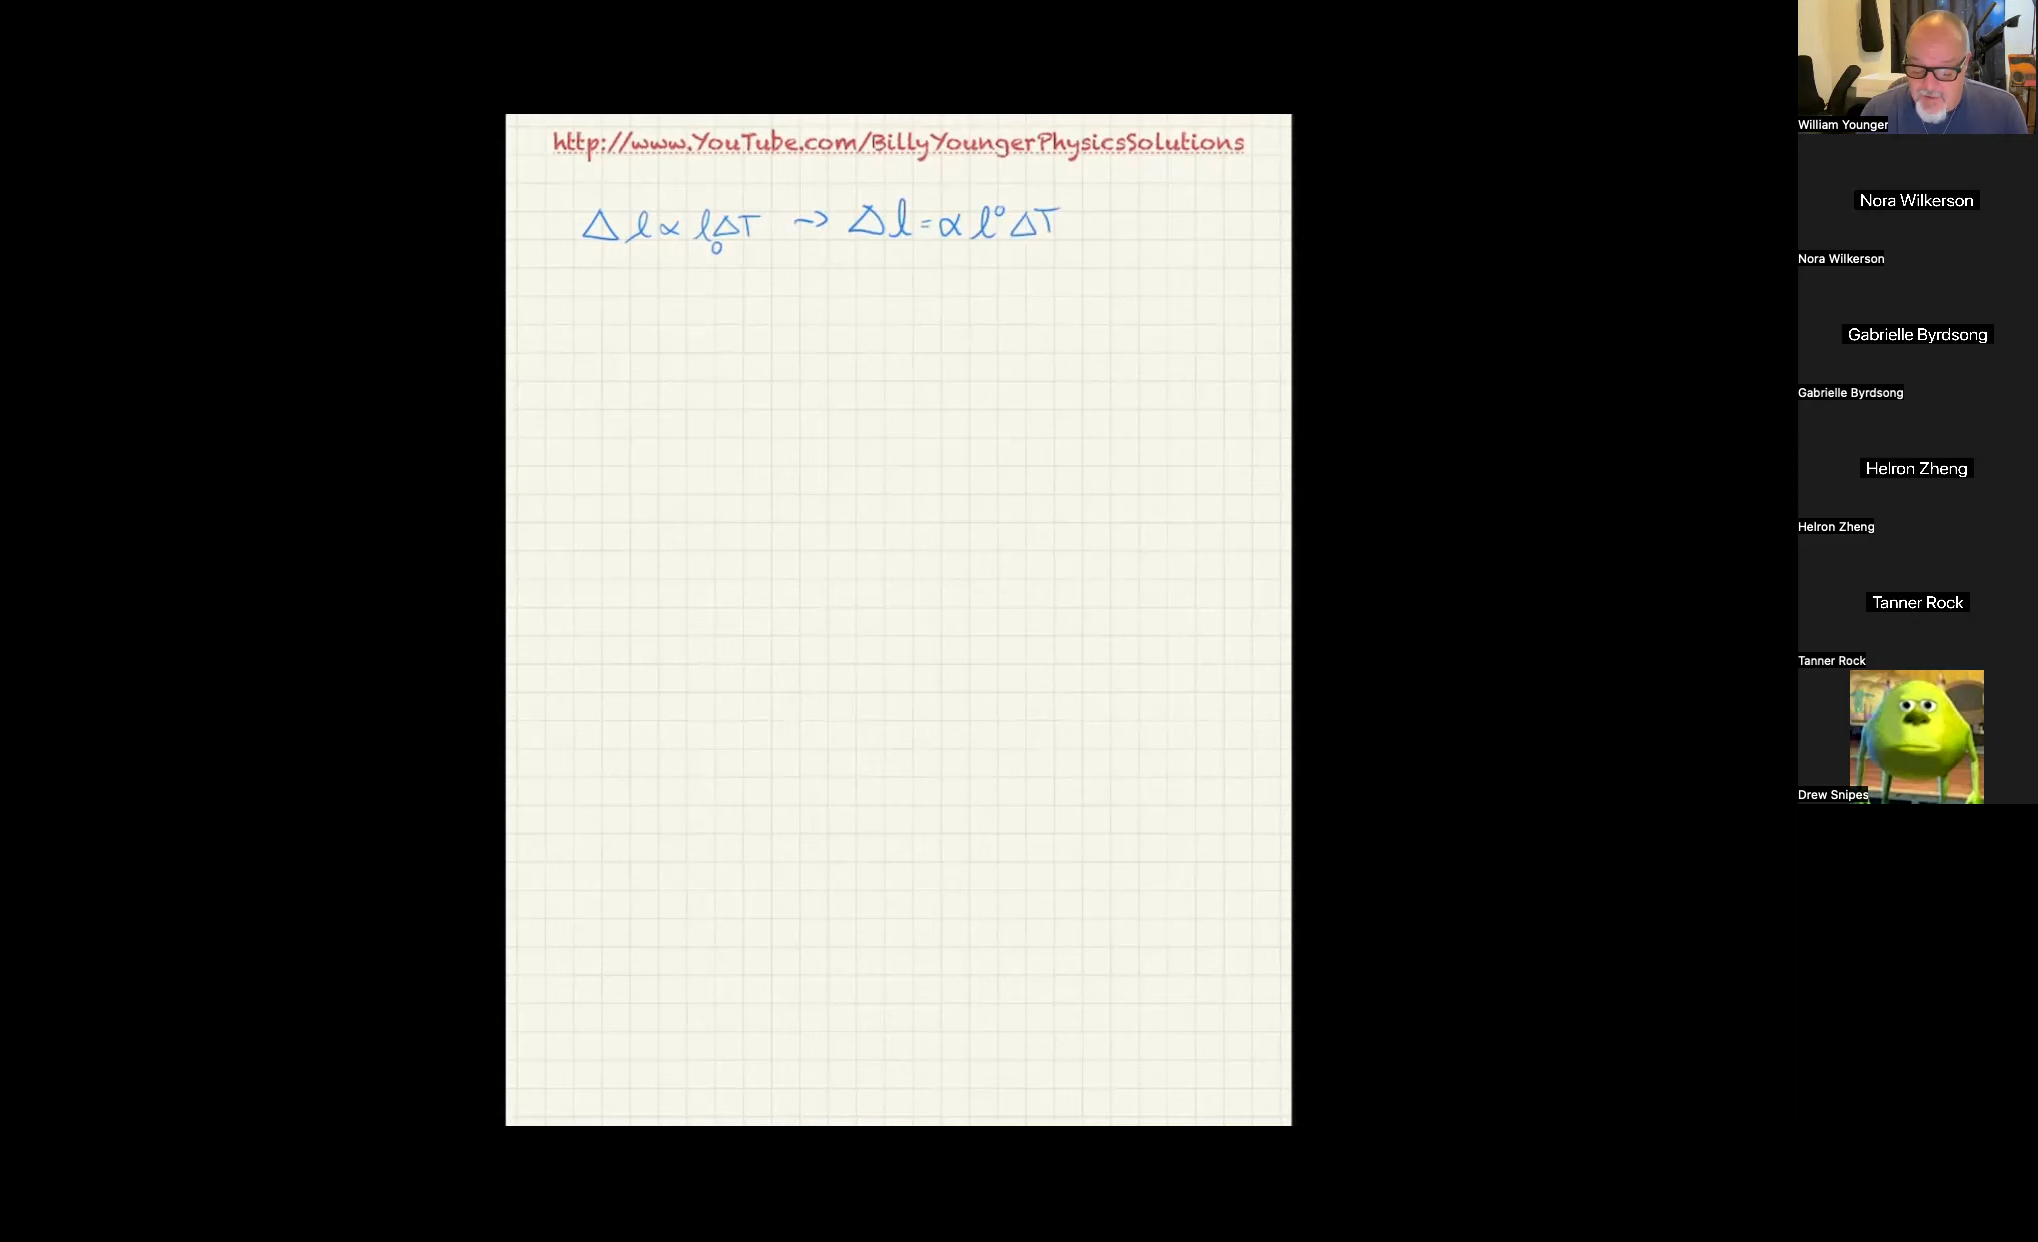 http://www.YouTube.com/BillyYoungerPhysicsSolutions
Δl ∝ l₀ΔT → Δl = α l⁰ ΔT
William Younger
Nora Wilkerson
Nora Wilkerson
Gabrielle Byrdsong
Gabrielle Byrdsong
Helron Zheng
Helron Zheng
Tanner Rock
Tanner Rock
Drew Snipes